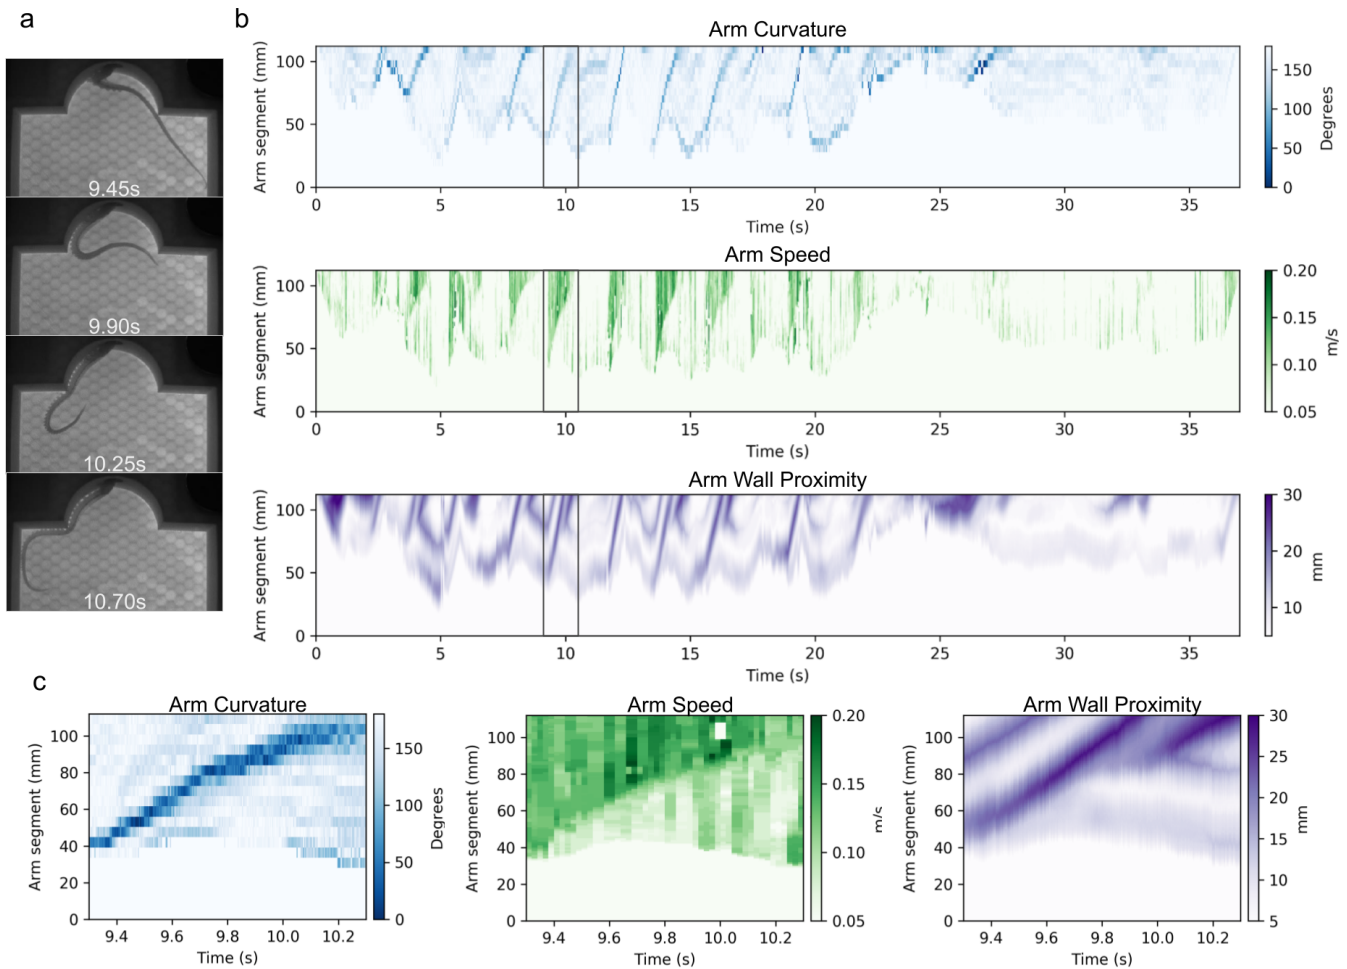 a
b
9.45s
9.90s
10.25s
10.70s
Arm Curvature
Arm segment (mm)
100
50
0
0 5 10 15 20 25 30 35
Time (s)
150
100
50
0
Degrees
Arm Speed
Arm segment (mm)
100
50
0
0 5 10 15 20 25 30 35
Time (s)
0.20
0.15
0.10
0.05
m/s
Arm Wall Proximity
Arm segment (mm)
100
50
0
0 5 10 15 20 25 30 35
Time (s)
30
20
10
mm
c
Arm Curvature
Arm segment (mm)
100
80
60
40
20
0
9.4 9.6 9.8 10.0 10.2
Time (s)
150
100
50
0
Degrees
Arm Speed
Arm segment (mm)
100
80
60
40
20
0
9.4 9.6 9.8 10.0 10.2
Time (s)
0.20
0.15
0.10
0.05
m/s
Arm Wall Proximity
Arm segment (mm)
100
80
60
40
20
0
9.4 9.6 9.8 10.0 10.2
Time (s)
30
25
20
15
10
5
mm